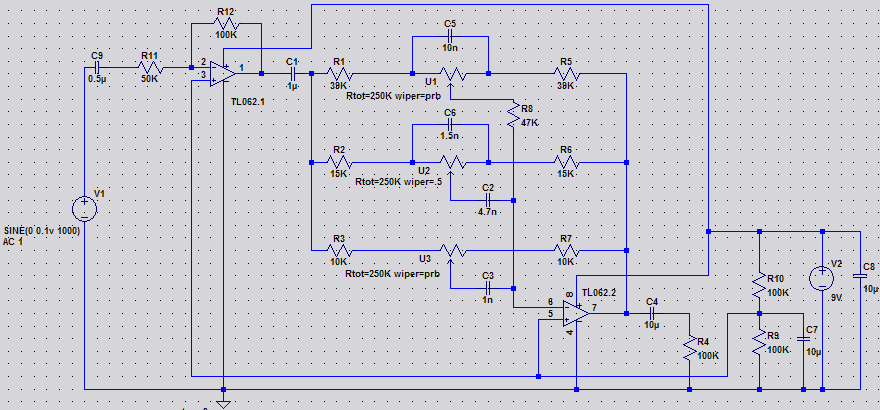 R12
100K
C9
0.5µ
R11
50K
2
3
1
TL062.1
C1
1µ
R1
39K
C5
10n
U1
Rtot=250K wiper=prb
R5
39K
R8
47K
C6
1.5n
R2
15K
U2
Rtot=250K wiper=.5
R6
15K
C2
4.7n
V1
SINE(0 0.1v 1000)
AC 1
R3
10K
U3
Rtot=250K wiper=prb
R7
10K
C3
1n
TL062.2
8
6
5
7
4
C4
10µ
R4
100K
R10
100K
V2
9V
C8
10µ
R9
100K
C7
10µ